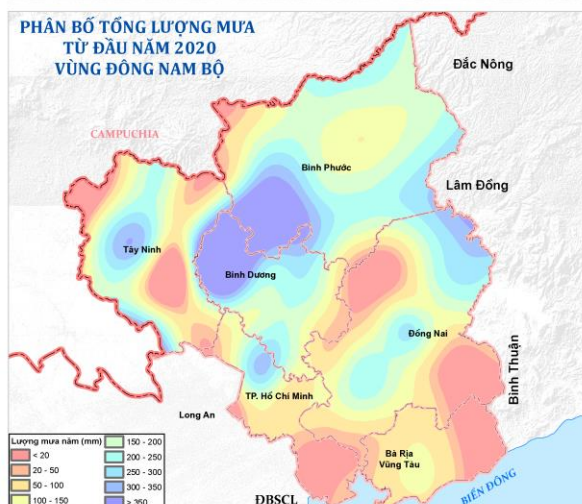 PHÂN BỐ TỔNG LƯỢNG MƯA
TỪ ĐẦU NĂM 2020
VÙNG ĐÔNG NAM BỘ
Đắc Nông
CAMPUCHIA
Bình Phước
Lâm Đồng
Tây Ninh
Bình Dương
Đồng Nai
Bình Thuận
TP. Hồ Chí Minh
Long An
Bà Rịa
Vũng Tàu
BIỂN ĐÔNG
ĐBSCL
Lượng mưa năm (mm)
< 20
20 - 50
50 - 100
100 - 150
150 - 200
200 - 250
250 - 300
300 - 350
> 350